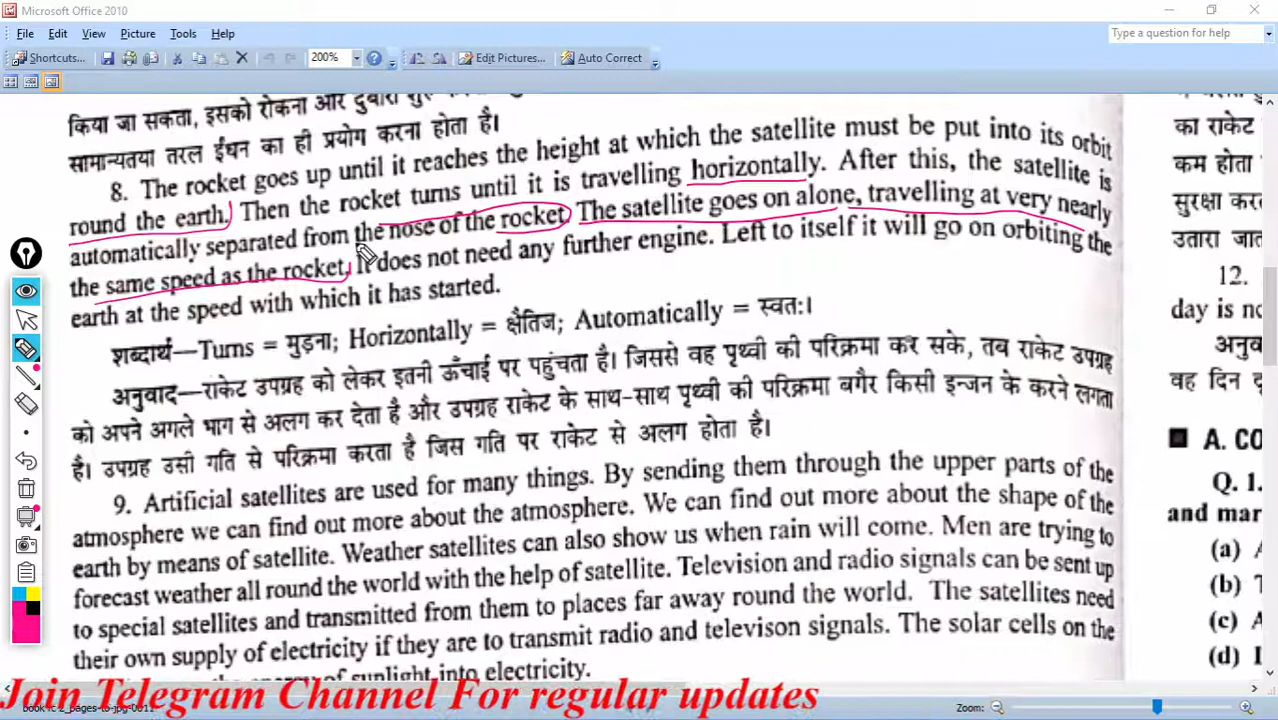 Microsoft Office 2010
File Edit View Picture Tools Help
Type a question for help
Shortcuts... 200% Edit Pictures... Auto Correct
किया जा सकता, इसको रोकना और दुबारा
सामान्यतया तरल ईंधन का ही प्रयोग करना होता है।
8. The rocket goes up until it reaches the height at which the satellite must be put into its orbit
round the earth. Then the rocket turns until it is travelling horizontally. After this, the satellite is
automatically separated from the nose of the rocket. The satellite goes on alone, travelling at very nearly
the same speed as the rocket. It does not need any further engine. Left to itself it will go on orbiting the
earth at the speed with which it has started.
शब्दार्थ—Turns = मुड़ना; Horizontally = क्षैतिज; Automatically = स्वतः।
अनुवाद—राकेट उपग्रह को लेकर इतनी ऊँचाई पर पहुंचता है। जिससे वह पृथ्वी की परिक्रमा कर सके, तब राकेट उपग्रह
को अपने अगले भाग से अलग कर देता है और उपग्रह राकेट के साथ-साथ पृथ्वी की परिक्रमा बगैर किसी इन्जन के करने लगता
है। उपग्रह उसी गति से परिक्रमा करता है जिस गति पर राकेट से अलग होता है।
9. Artificial satellites are used for many things. By sending them through the upper parts of the
atmosphere we can find out more about the atmosphere. We can find out more about the shape of the
earth by means of satellite. Weather satellites can also show us when rain will come. Men are trying to
forecast weather all round the world with the help of satellite. Television and radio signals can be sent up
to special satellites and transmitted from them to places far away round the world. The satellites need
their own supply of electricity if they are to transmit radio and televison signals. The solar cells on the
of sunlight into electricity.
का राकेट
कम होता
सुरक्षा
उतारा
12.
day is
वह दिन
A. CO
Q. 1.
and mar
(a)
(b)
(c)
(d)
Join Telegram Channel For regular updates
Zoom: